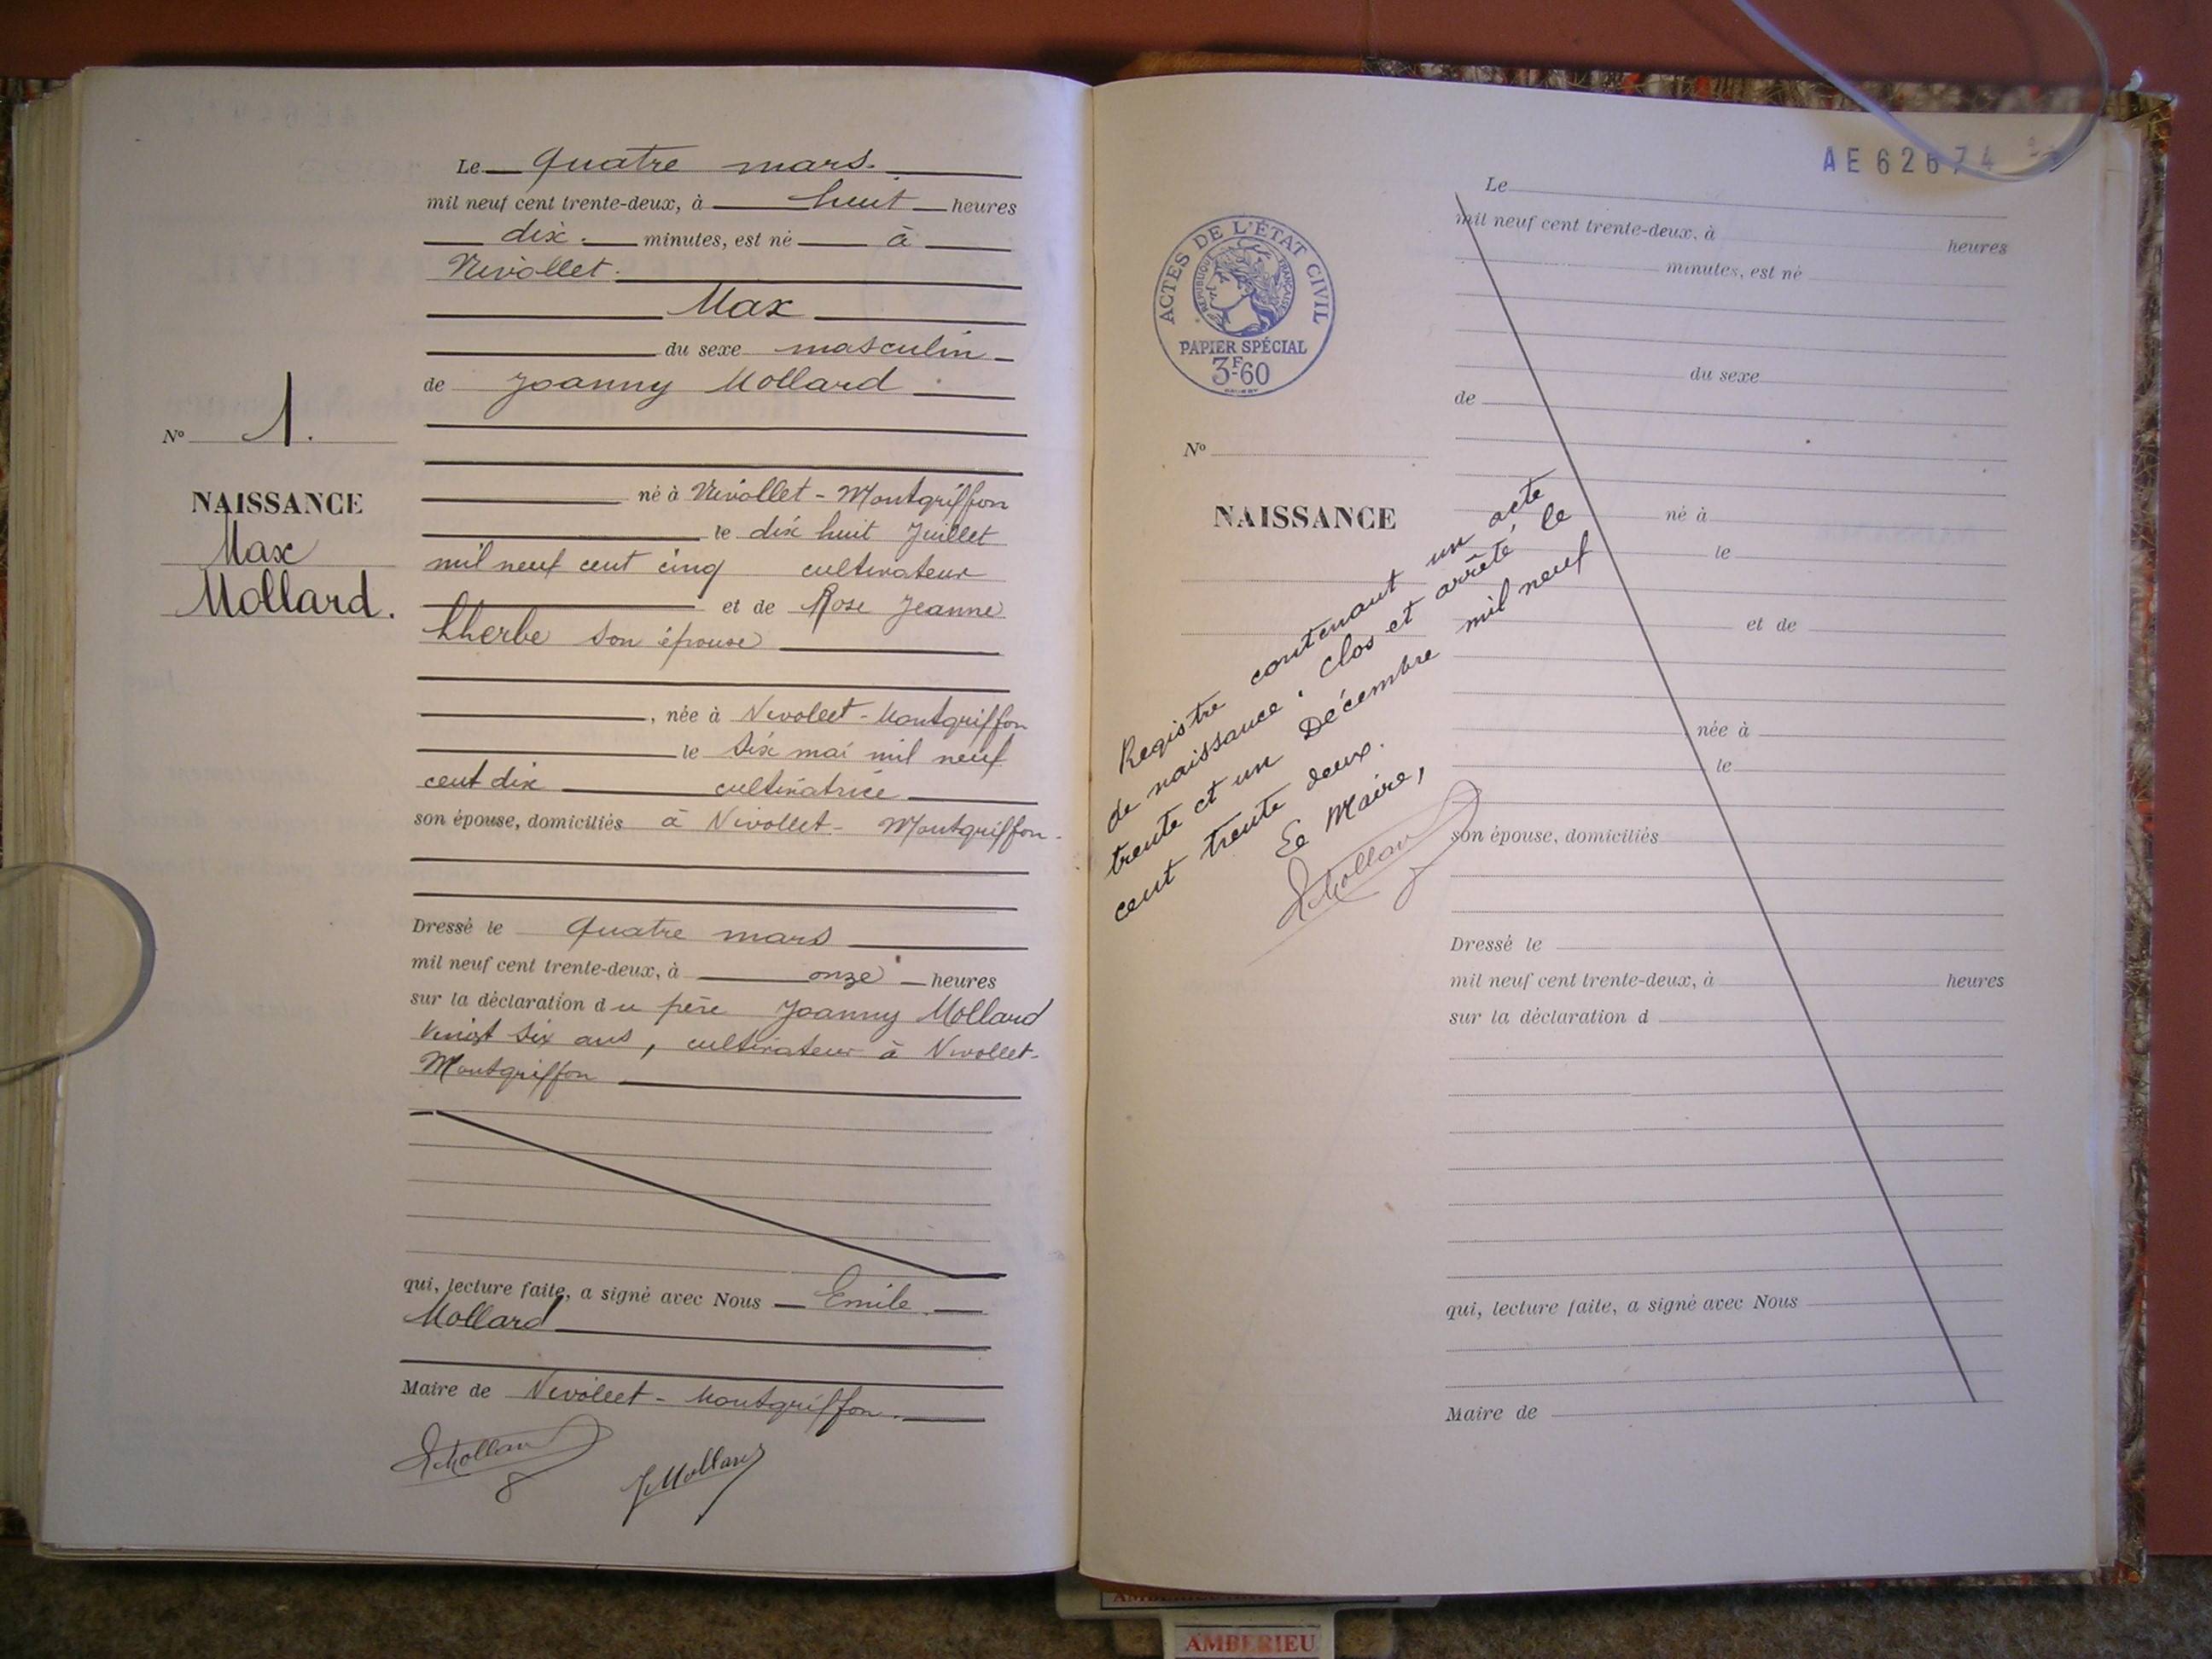 Le quatre mars.
mil neuf cent trente-deux, à huit heures
dix minutes, est né à
Nivollet.
Max
du sexe masculin
de Joanny Mollard
N° 1.
né à Nivollet - Montgriffon
NAISSANCE
le dix huit Juillet
Max
mil neuf cent cinq cultivateur
Mollard.
et de Rose Jeanne
Lherbe son épouse
, née à Nivollet - Montgriffon
le Six mai mil neuf
cent dix cultivatrice
son épouse, domiciliés à Nivollet - Montgriffon.
Dressé le quatre mars
mil neuf cent trente-deux, à onze heures
sur la déclaration du père Joanny Mollard
Vingt Six ans, cultivateur à Nivollet-
Montgriffon
qui, lecture faite, a signé avec Nous Emile
Mollard
Maire de Nivollet - Montgriffon.
EMollard
JMollard
AE 62674
Le
mil neuf cent trente-deux, à heures
minutes, est né
ACTES DE L'ÉTAT CIVIL
RÉPUBLIQUE FRANÇAISE
PAPIER SPÉCIAL
3F60
du sexe
de
N°
NAISSANCE
né à
le
et de
née à
le
son épouse, domiciliés
Registre contenant un acte
de naissance. Clos et arrêté le
trente et un Décembre mil neuf
cent trente deux.
Le Maire,
EMollard
Dressé le
mil neuf cent trente-deux, à heures
sur la déclaration d
qui, lecture faite, a signé avec Nous
Maire de
AMBERIEU